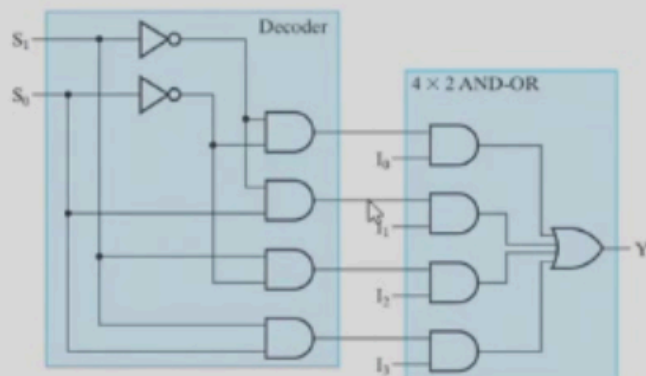 Decoder
S₁
S₀
4 × 2 AND-OR
I₀
I₁
Y
I₂
I₃